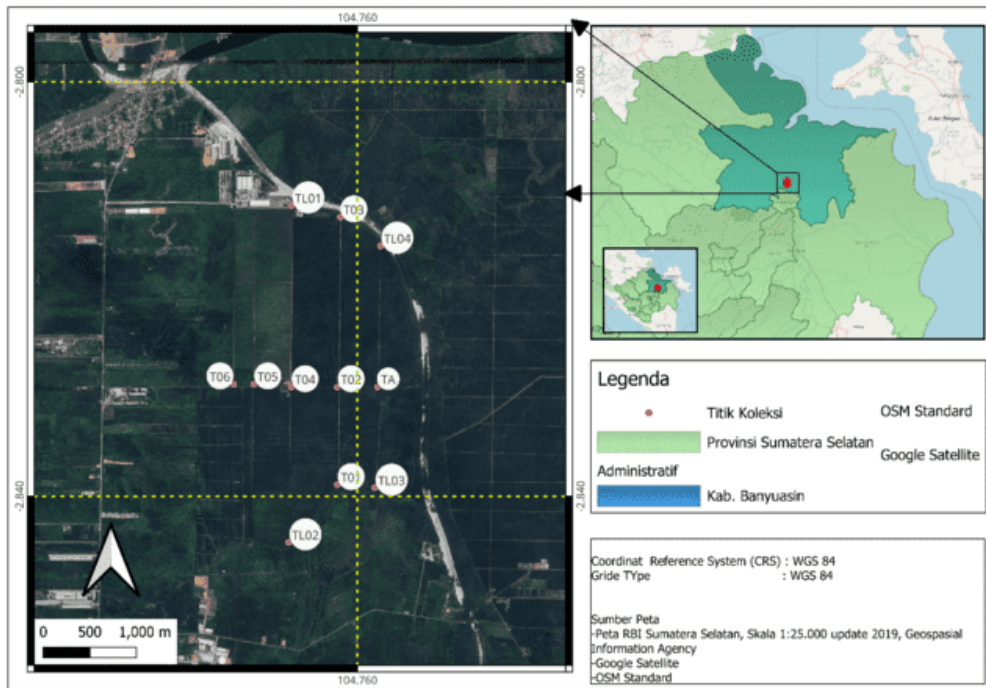 104.760
-2.800
-2.800
TL01
T03
TL04
T06
T05
T04
T02
TA
T01
TL03
-2.840
-2.840
TL02
0 500 1,000 m
104.760
Legenda
Titik Koleksi
OSM Standard
Provinsi Sumatera Selatan
Google Satellite
Administratif
Kab. Banyuasin
Coordinat Reference System (CRS) : WGS 84
Gride TYpe : WGS 84
Sumber Peta
-Peta RBI Sumatera Selatan, Skala 1:25.000 update 2019, Geospasial
Information Agency
-Google Satellite
-OSM Standard